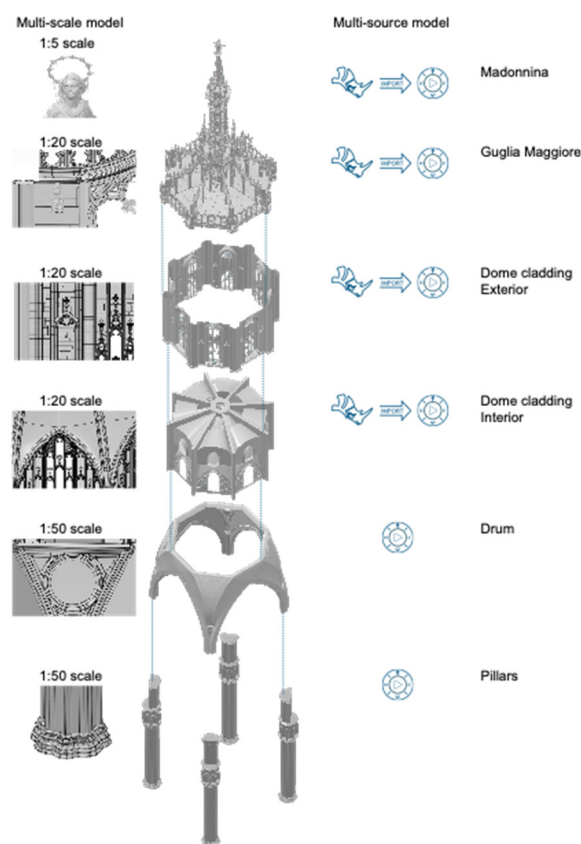 Multi-scale model
Multi-source model
1:5 scale
IMPORT
Madonnina
1:20 scale
IMPORT
Guglia Maggiore
1:20 scale
IMPORT
Dome cladding
Exterior
1:20 scale
IMPORT
Dome cladding
Interior
1:50 scale
Drum
1:50 scale
Pillars